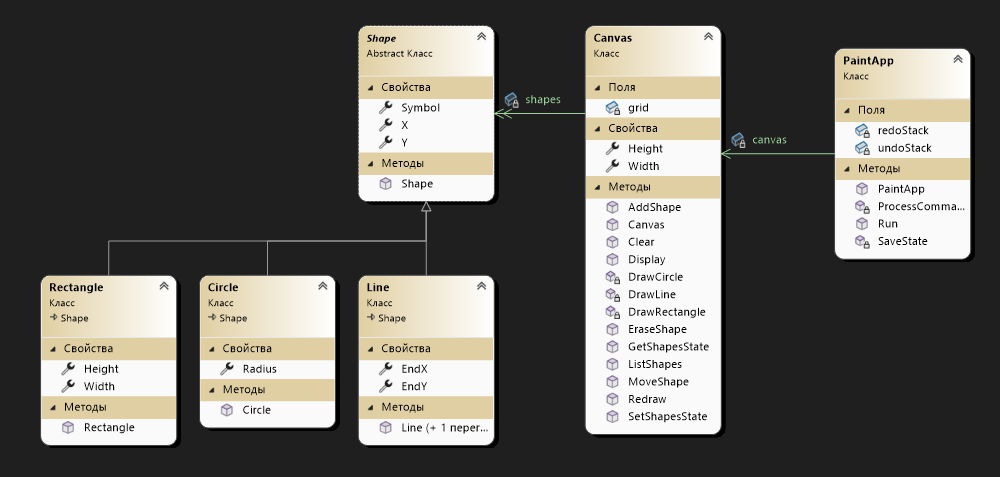 Shape
Abstract Класс
Свойства
Symbol
X
Y
Методы
Shape
shapes
Canvas
Класс
Поля
grid
Свойства
Height
Width
Методы
AddShape
Canvas
Clear
Display
DrawCircle
DrawLine
DrawRectangle
EraseShape
GetShapesState
ListShapes
MoveShape
Redraw
SetShapesState
canvas
PaintApp
Класс
Поля
redoStack
undoStack
Методы
PaintApp
ProcessComma...
Run
SaveState
Rectangle
Класс
Shape
Свойства
Height
Width
Методы
Rectangle
Circle
Класс
Shape
Свойства
Radius
Методы
Circle
Line
Класс
Shape
Свойства
EndX
EndY
Методы
Line (+ 1 перег...